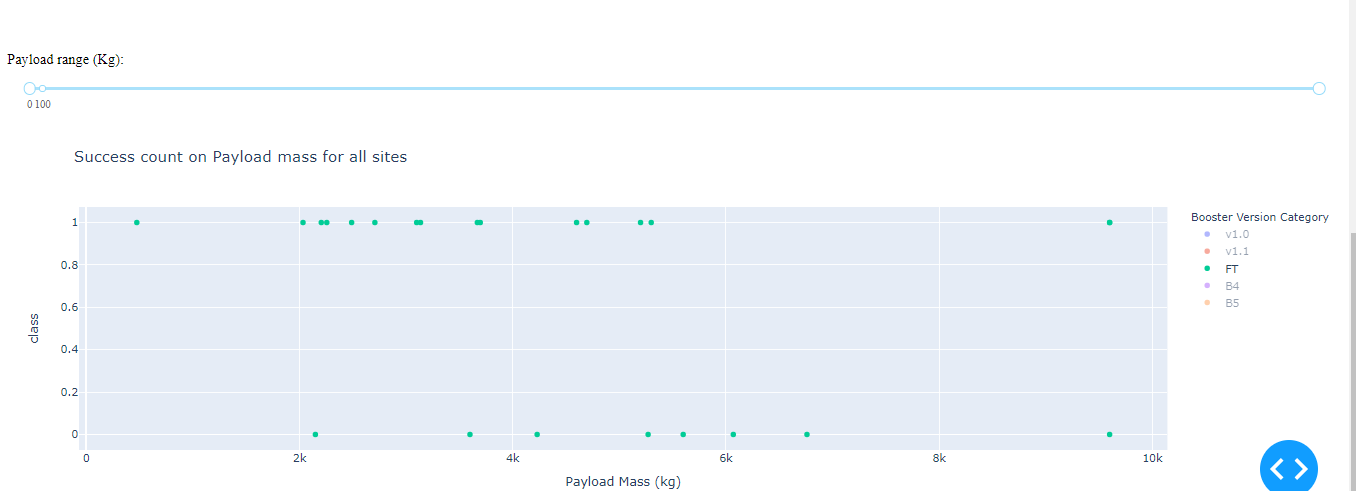 Payload range (Kg):
0 100
Success count on Payload mass for all sites
1
0.8
0.6
0.4
0.2
0
class
0 2k 4k 6k 8k 10k
Payload Mass (kg)
Booster Version Category
v1.0
v1.1
FT
B4
B5